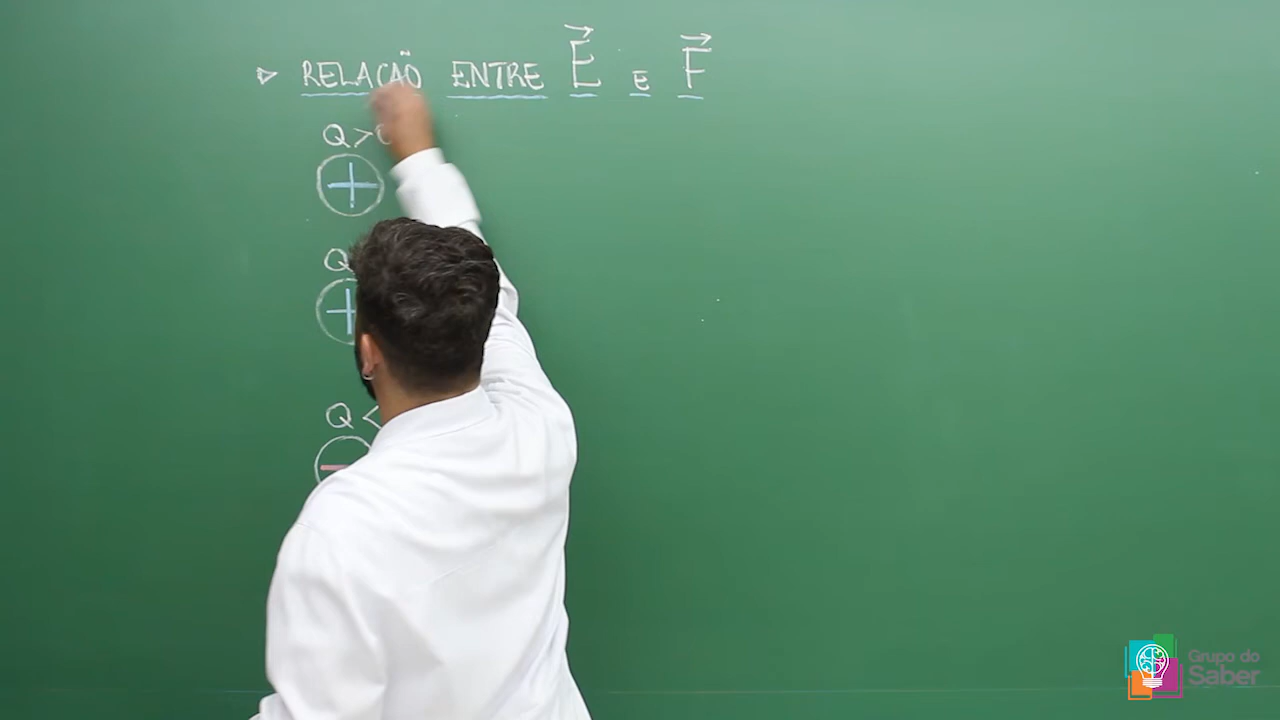 ▷ RELAÇÃO ENTRE E⃗ E F⃗
Q > 0
+
Q
+
Q <
−
Grupo do
Saber